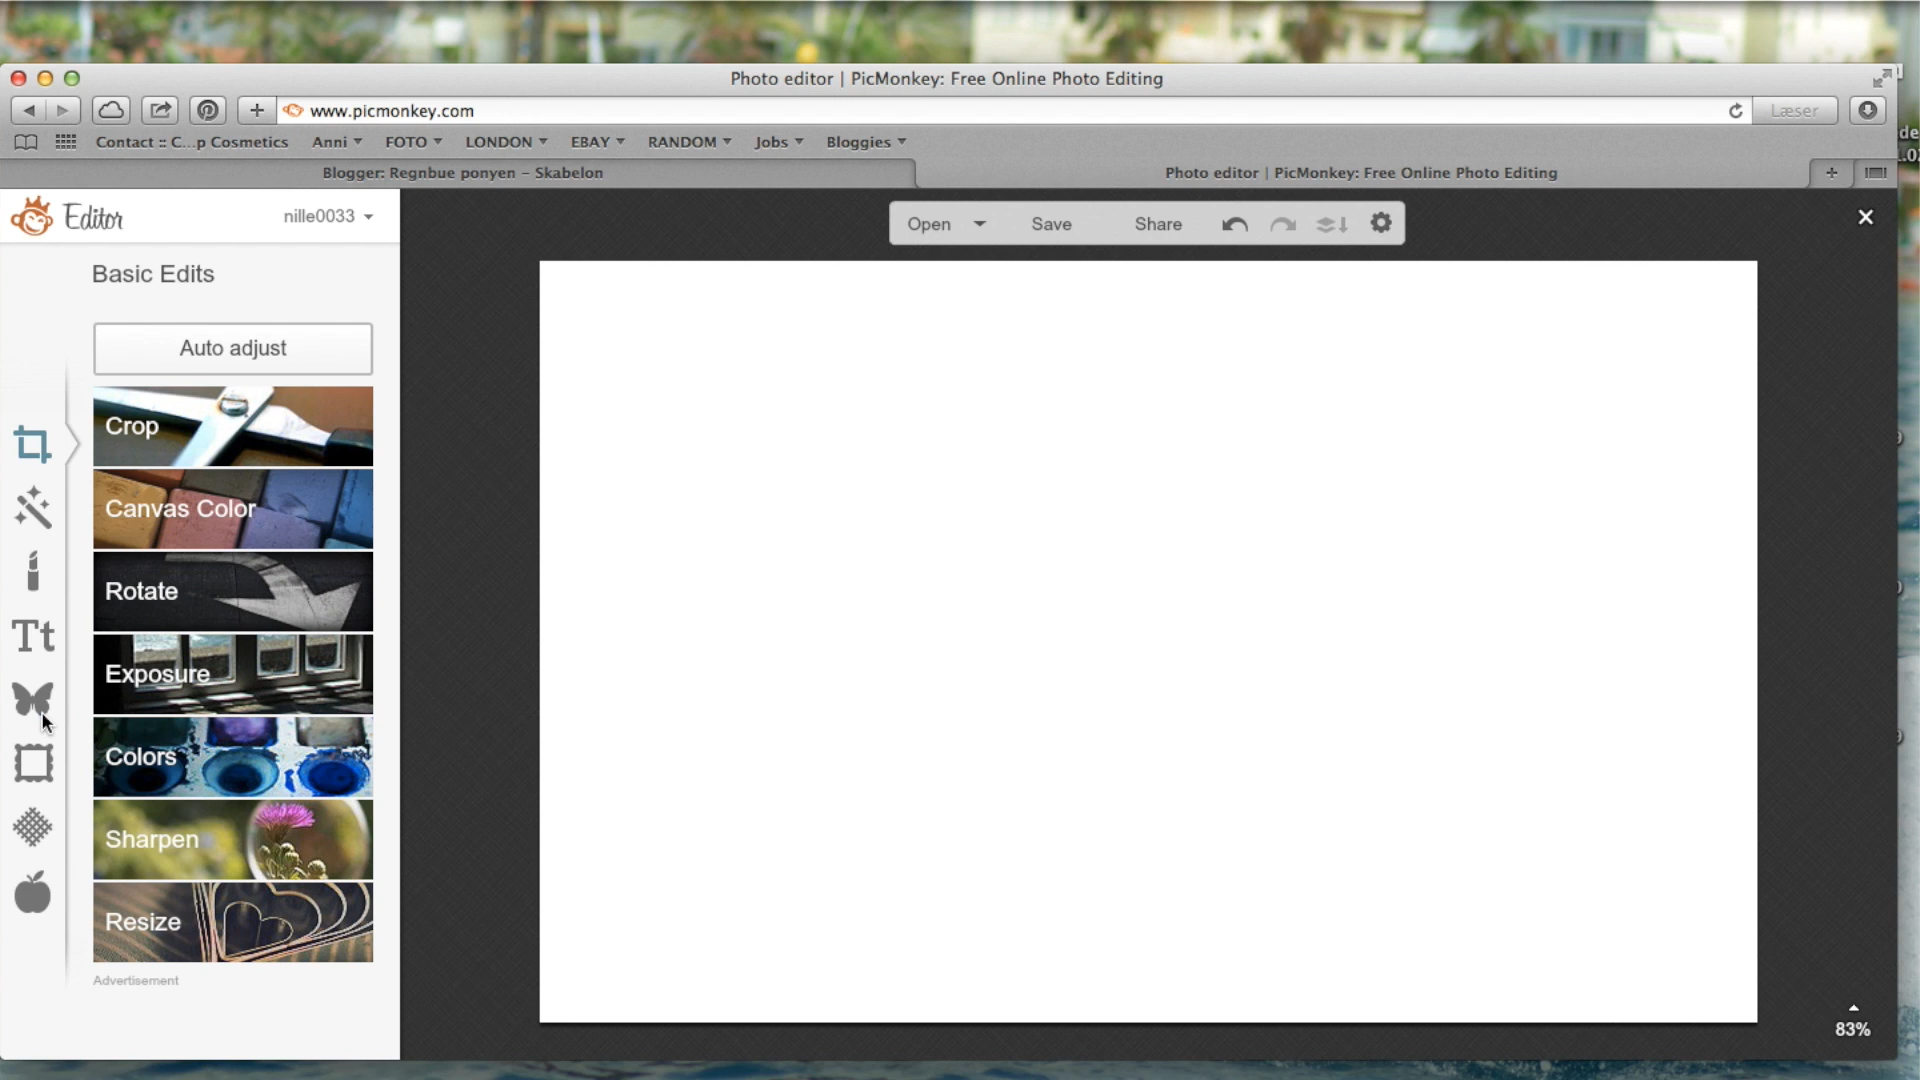 Photo editor | PicMonkey: Free Online Photo Editing
www.picmonkey.com
Læser
Contact :: C...p Cosmetics Anni FOTO LONDON EBAY RANDOM Jobs Bloggies
Blogger: Regnbue ponyen – Skabelon
Photo editor | PicMonkey: Free Online Photo Editing
Editor
nille0033
Open Save Share
Basic Edits
Auto adjust
Crop
Canvas Color
Rotate
Tt
Exposure
Colors
Sharpen
Resize
Advertisement
83%